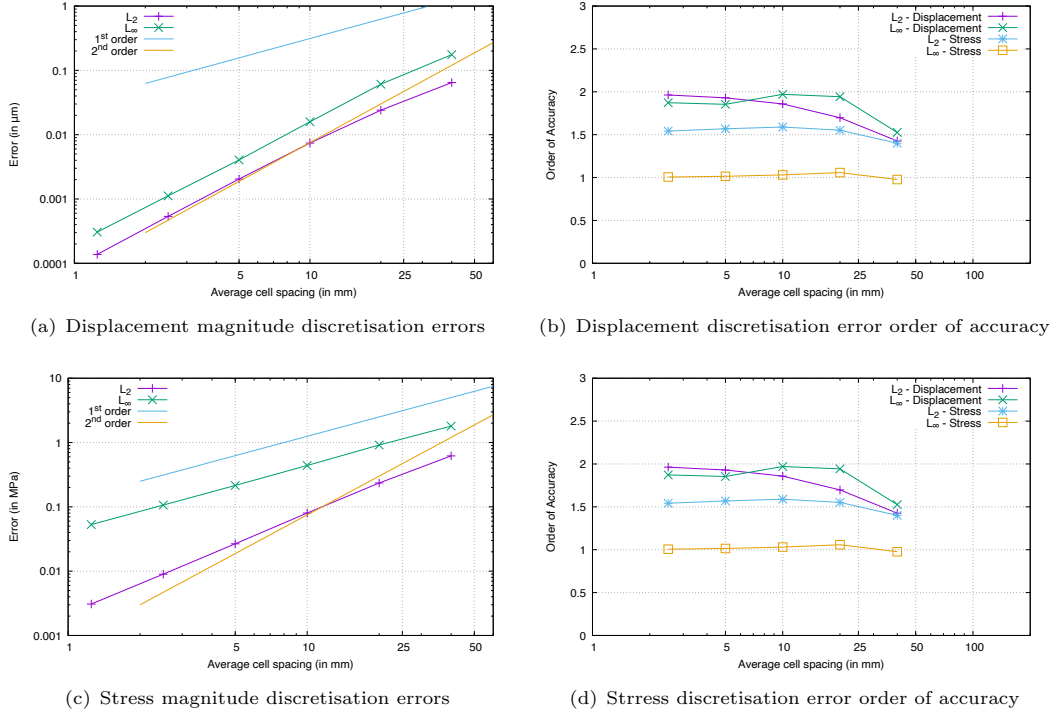 1
0.1
0.01
0.001
0.0001
Error (in µm)
L₂
L∞
1ˢᵗ order
2ⁿᵈ order
1
5
10
25
50
Average cell spacing (in mm)
(a) Displacement magnitude discretisation errors
3
2.5
2
1.5
1
0.5
0
Order of Accuracy
L₂ - Displacement
L∞ - Displacement
L₂ - Stress
L∞ - Stress
1
5
10
25
50
100
Average cell spacing (in mm)
(b) Displacement discretisation error order of accuracy
10
1
0.1
0.01
0.001
Error (in MPa)
L₂
L∞
1ˢᵗ order
2ⁿᵈ order
1
5
10
25
50
Average cell spacing (in mm)
(c) Stress magnitude discretisation errors
3
2.5
2
1.5
1
0.5
0
Order of Accuracy
L₂ - Displacement
L∞ - Displacement
L₂ - Stress
L∞ - Stress
1
5
10
25
50
100
Average cell spacing (in mm)
(d) Strress discretisation error order of accuracy